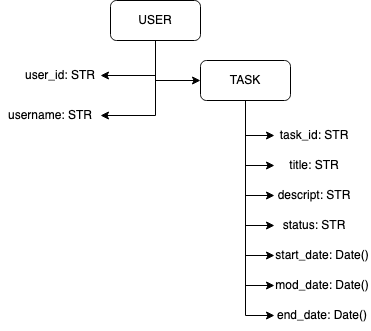 USER
user_id: STR
TASK
username: STR
task_id: STR
title: STR
descript: STR
status: STR
start_date: Date()
mod_date: Date()
end_date: Date()